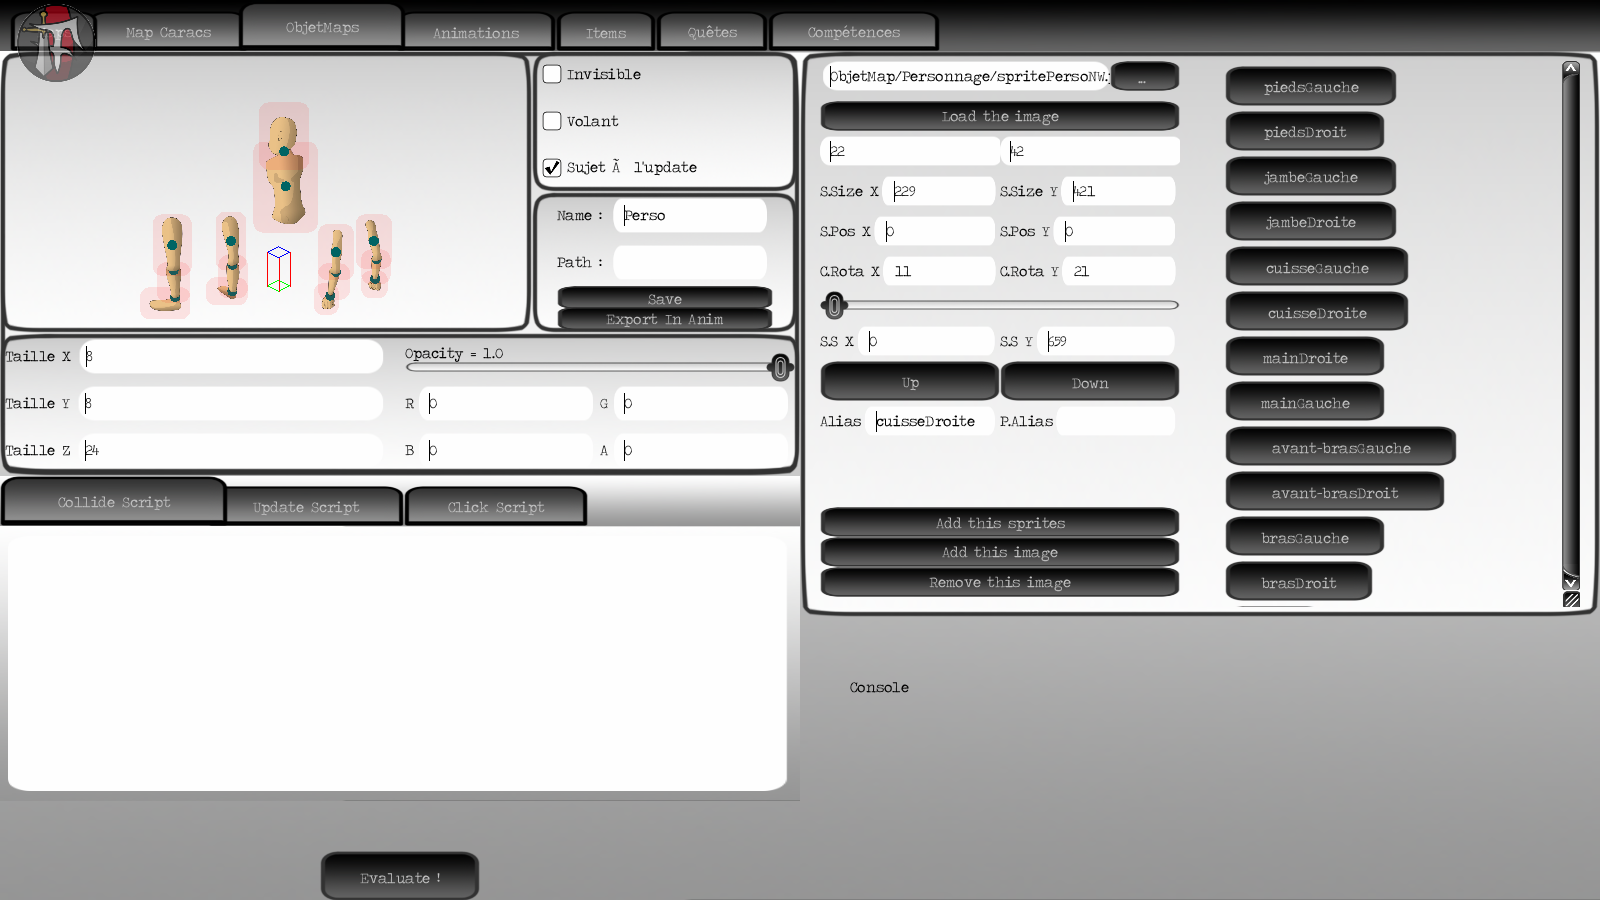 Map Caracs
ObjetMaps
Animations
Items
Quêtes
Compétences
Invisible
Volant
Sujet Ã  l'update
Name : Perso
Path :
Save
Export In Anim
Taille X 8
Opacity = 1.0
Taille Y 8
R 0 G 0
Taille Z 24
B 0 A 0
Collide Script
Update Script
Click Script
Evaluate !
ObjetMap/Personnage/spritePersoNW.
...
Load the image
22 42
S.Size X 229 S.Size Y 421
S.Pos X 0 S.Pos Y 0
C.Rota X 11 C.Rota Y 21
S.S X 0 S.S Y 659
Up Down
Alias cuisseDroite P.Alias
Add this sprites
Add this image
Remove this image
piedsGauche
piedsDroit
jambeGauche
jambeDroite
cuisseGauche
cuisseDroite
mainDroite
mainGauche
avant-brasGauche
avant-brasDroit
brasGauche
brasDroit
Console